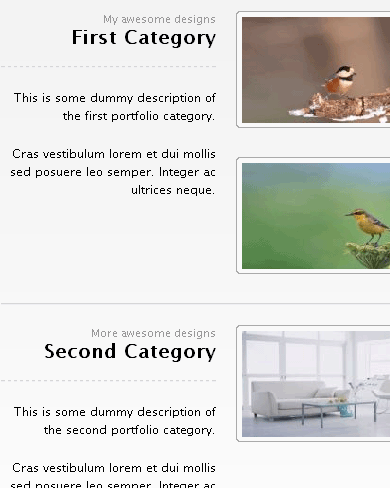 My awesome designs
First Category
This is some dummy description of
the first portfolio category.
Cras vestibulum lorem et dui mollis
sed posuere leo semper. Integer ac
ultrices neque.
More awesome designs
Second Category
This is some dummy description of
the second portfolio category.
Cras vestibulum lorem et dui mollis
sed posuere leo semper. Integer ac